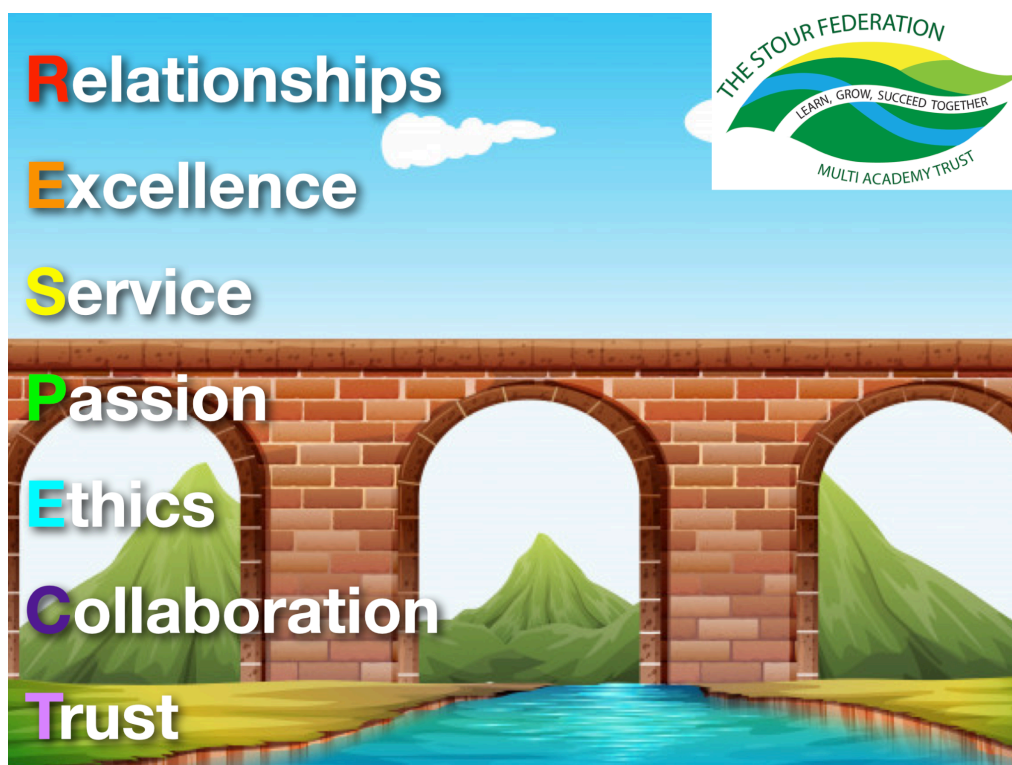 Relationships
Excellence
Service
Passion
Ethics
Collaboration
Trust
THE STOUR FEDERATION
LEARN, GROW, SUCCEED TOGETHER
MULTI ACADEMY TRUST